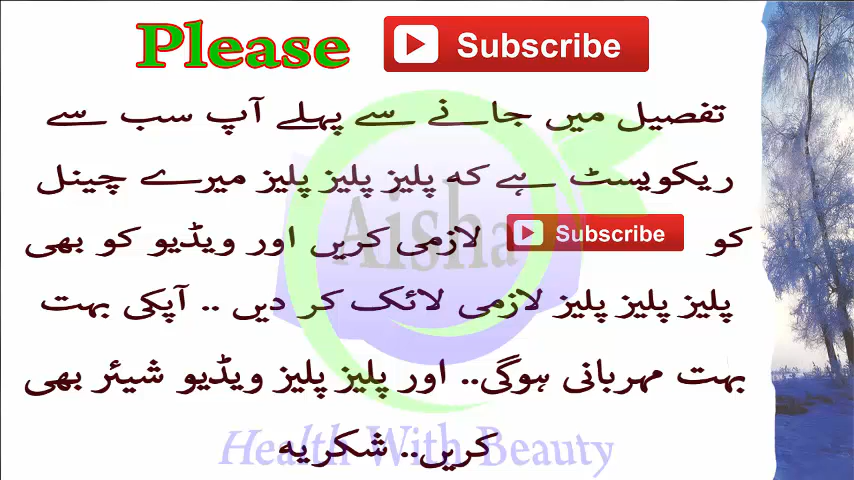 Please Subscribe
تفصیل میں جانے سے پہلے آپ سب سے
ریکویسٹ ہے کہ پلیز پلیز پلیز میرے چینل
کو Subscribe لازمی کریں اور ویڈیو کو بھی
پلیز پلیز پلیز لازمی لائک کر دیں .. آپکی بہت
بہت مہربانی ہوگی.. اور پلیز پلیز ویڈیو شیئر بھی
کریں.. شکریہ
Aisha
Health With Beauty